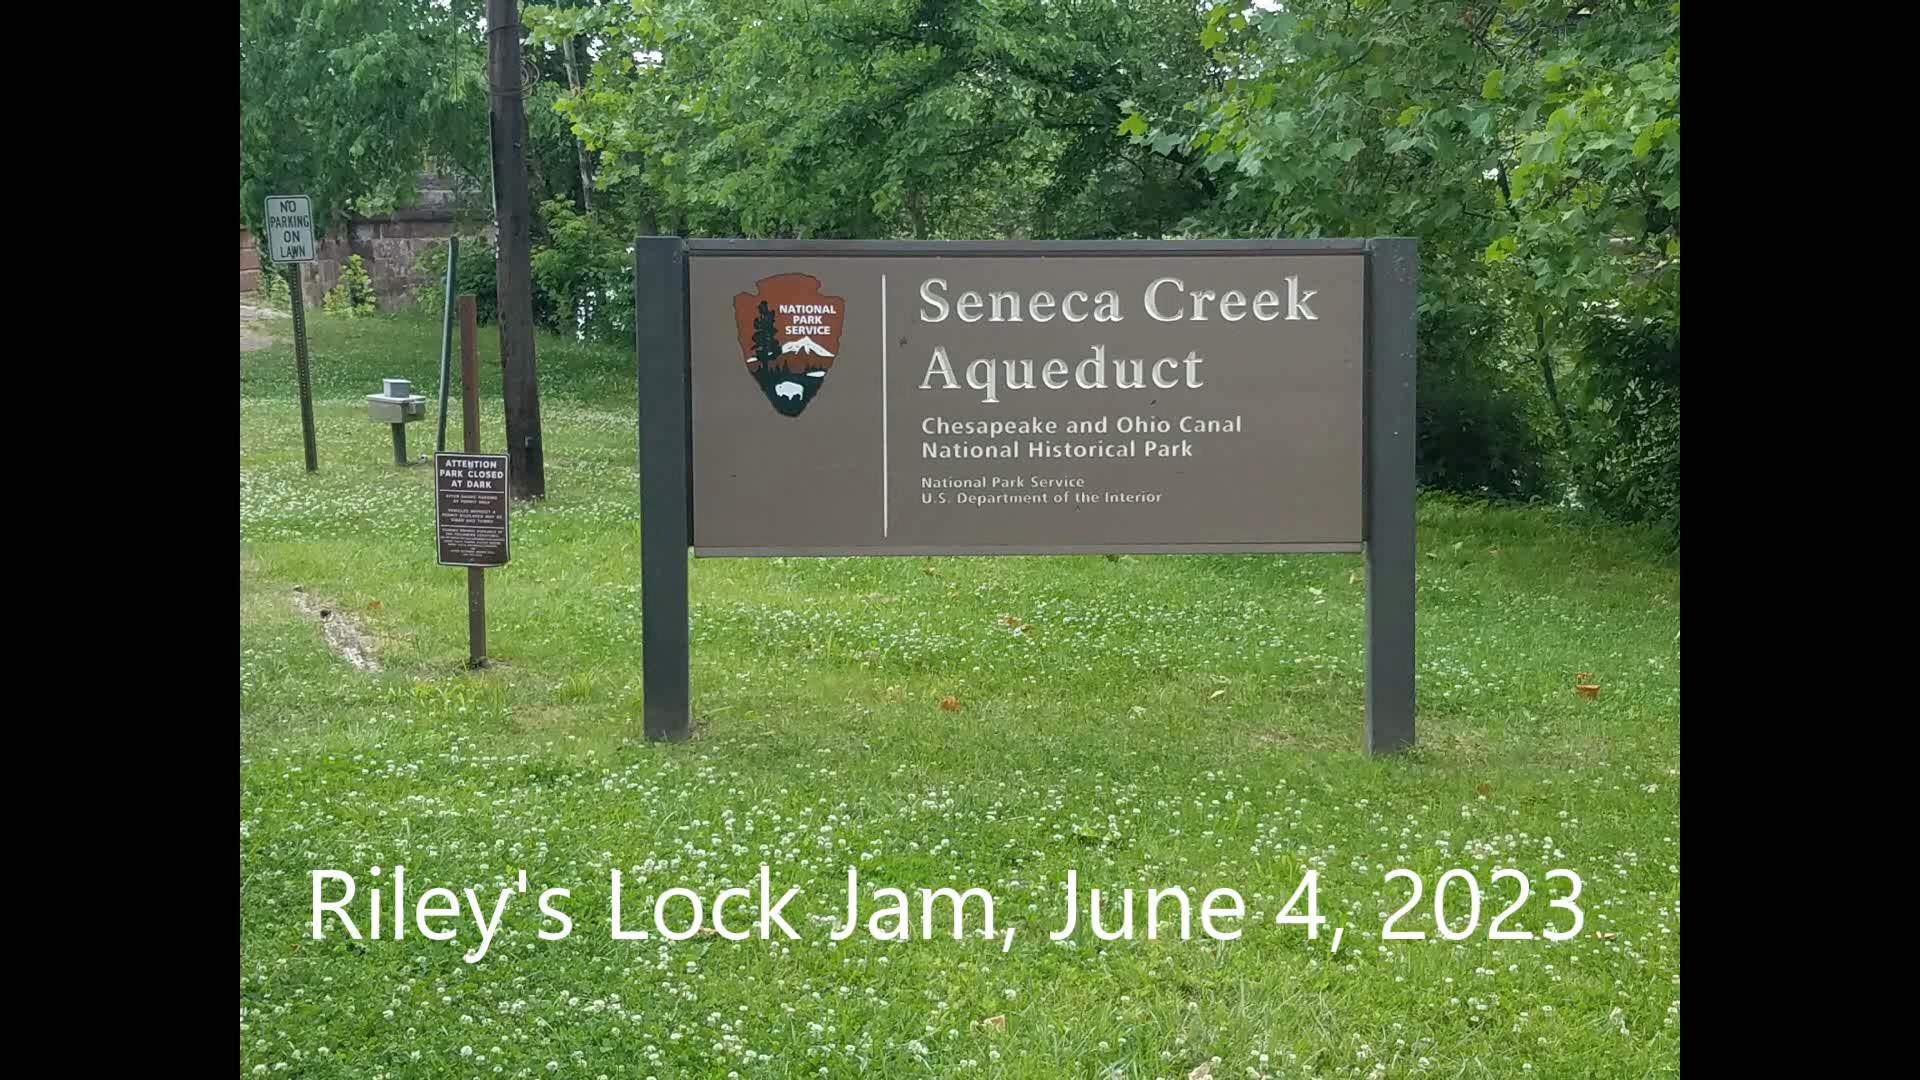 NO
PARKING
ON
LAWN
ATTENTION
PARK CLOSED
AT DARK
NATIONAL
PARK
SERVICE
Seneca Creek
Aqueduct
Chesapeake and Ohio Canal
National Historical Park
National Park Service
U.S. Department of the Interior
Riley's Lock Jam, June 4, 2023